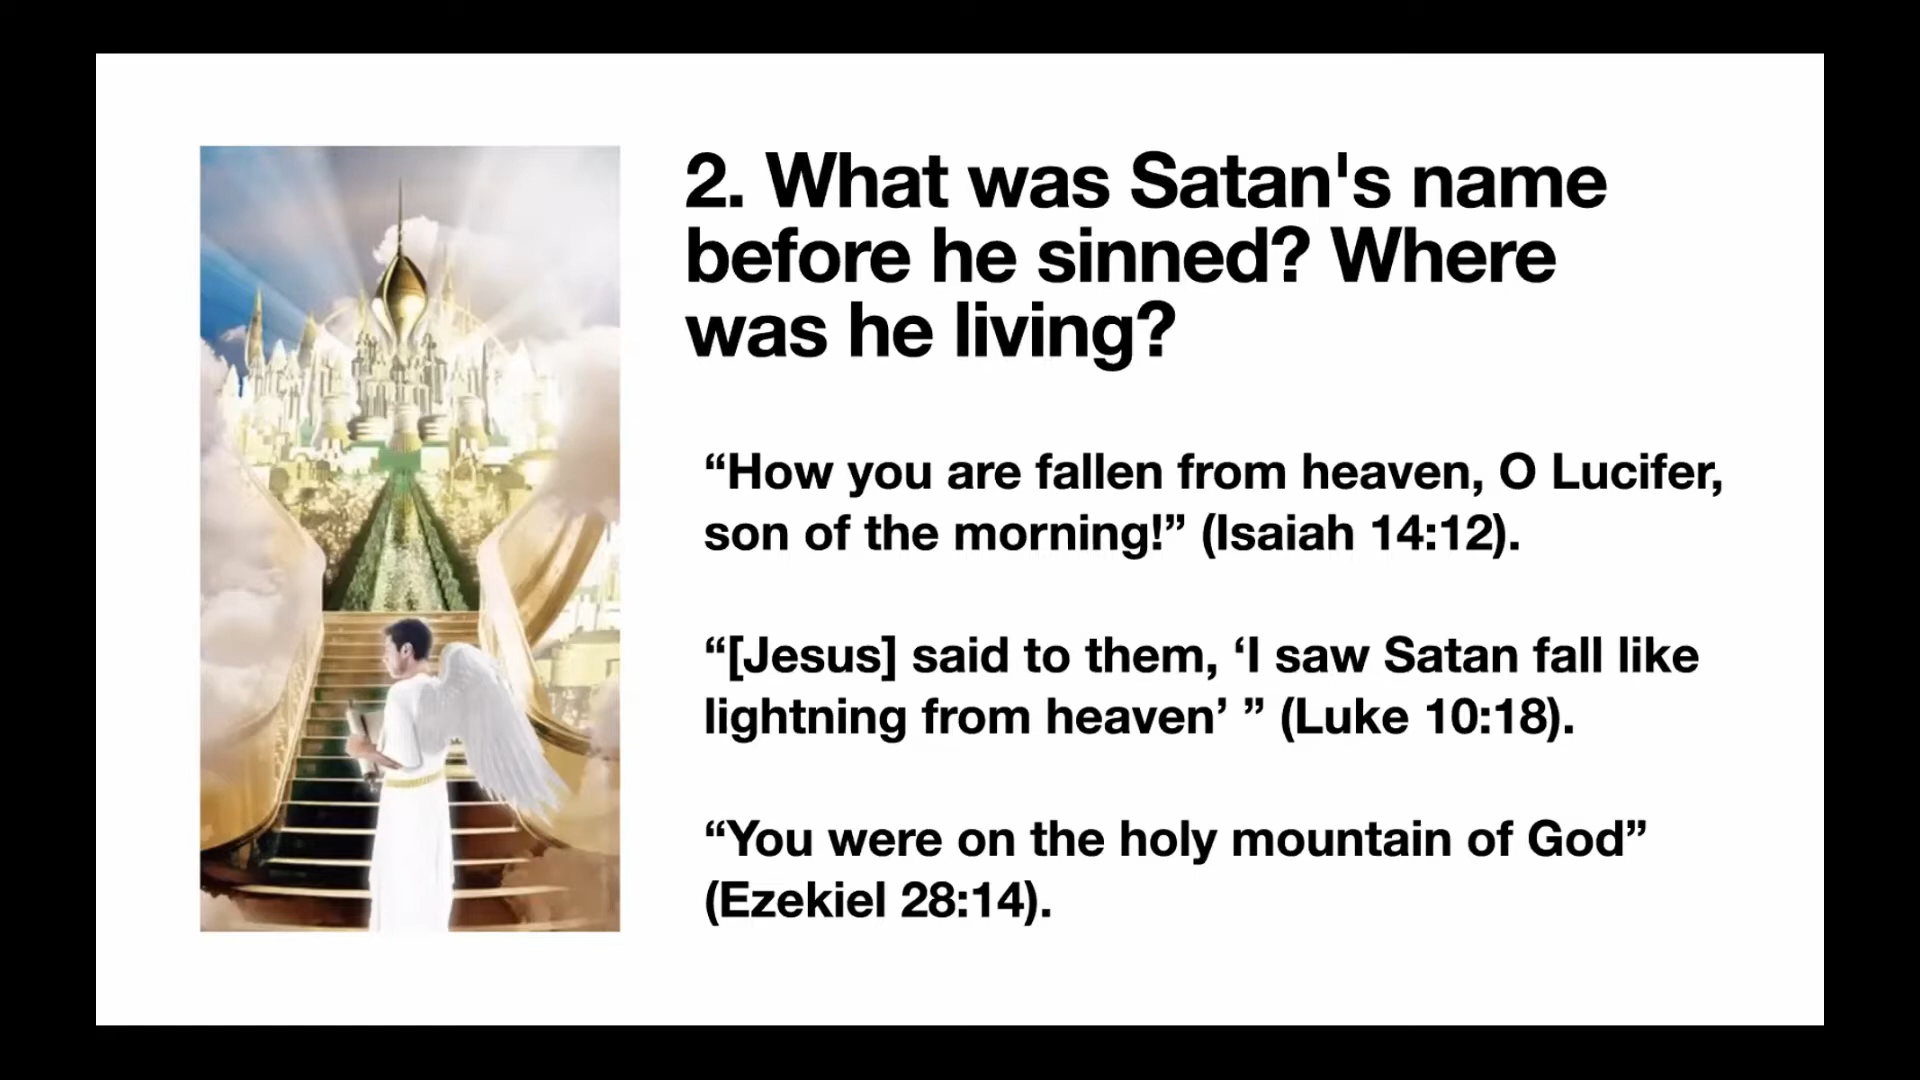 2. What was Satan's name
before he sinned? Where
was he living?
“How you are fallen from heaven, O Lucifer,
son of the morning!” (Isaiah 14:12).
“[Jesus] said to them, ‘I saw Satan fall like
lightning from heaven’ ” (Luke 10:18).
“You were on the holy mountain of God”
(Ezekiel 28:14).